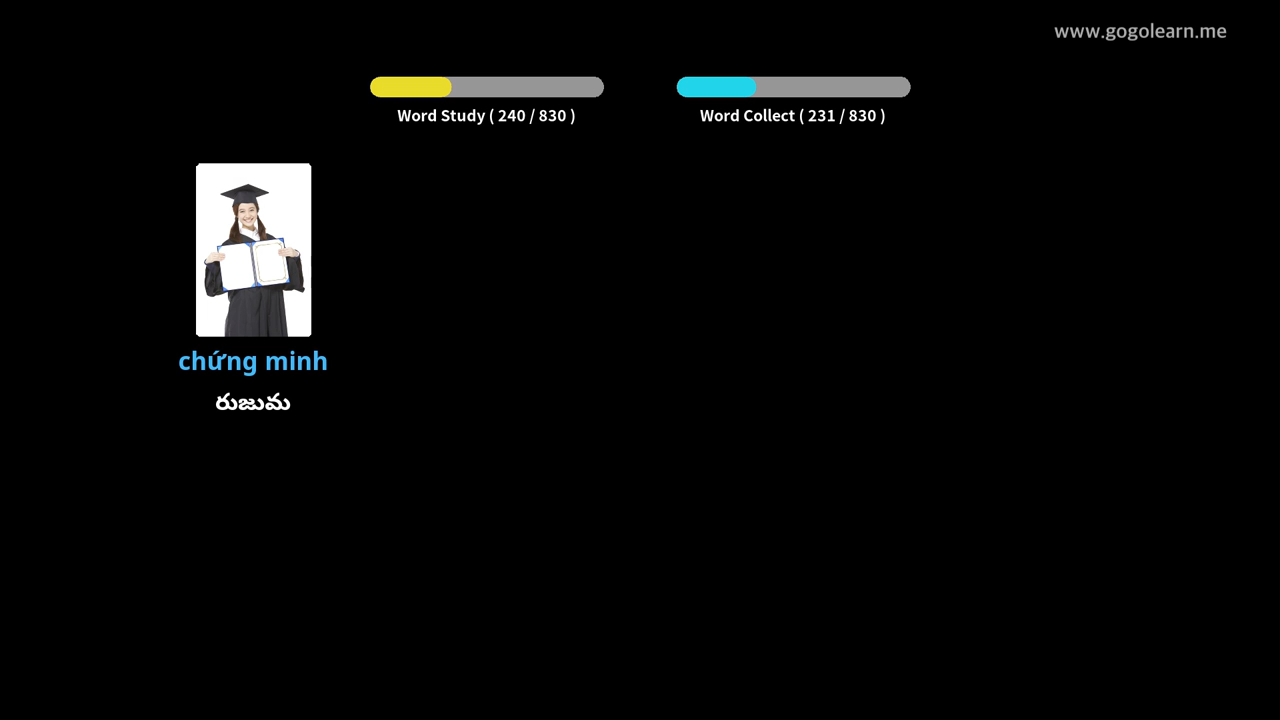 www.gogolearn.me
Word Study ( 240 / 830 )
Word Collect ( 231 / 830 )
chứng minh
రుజుమ